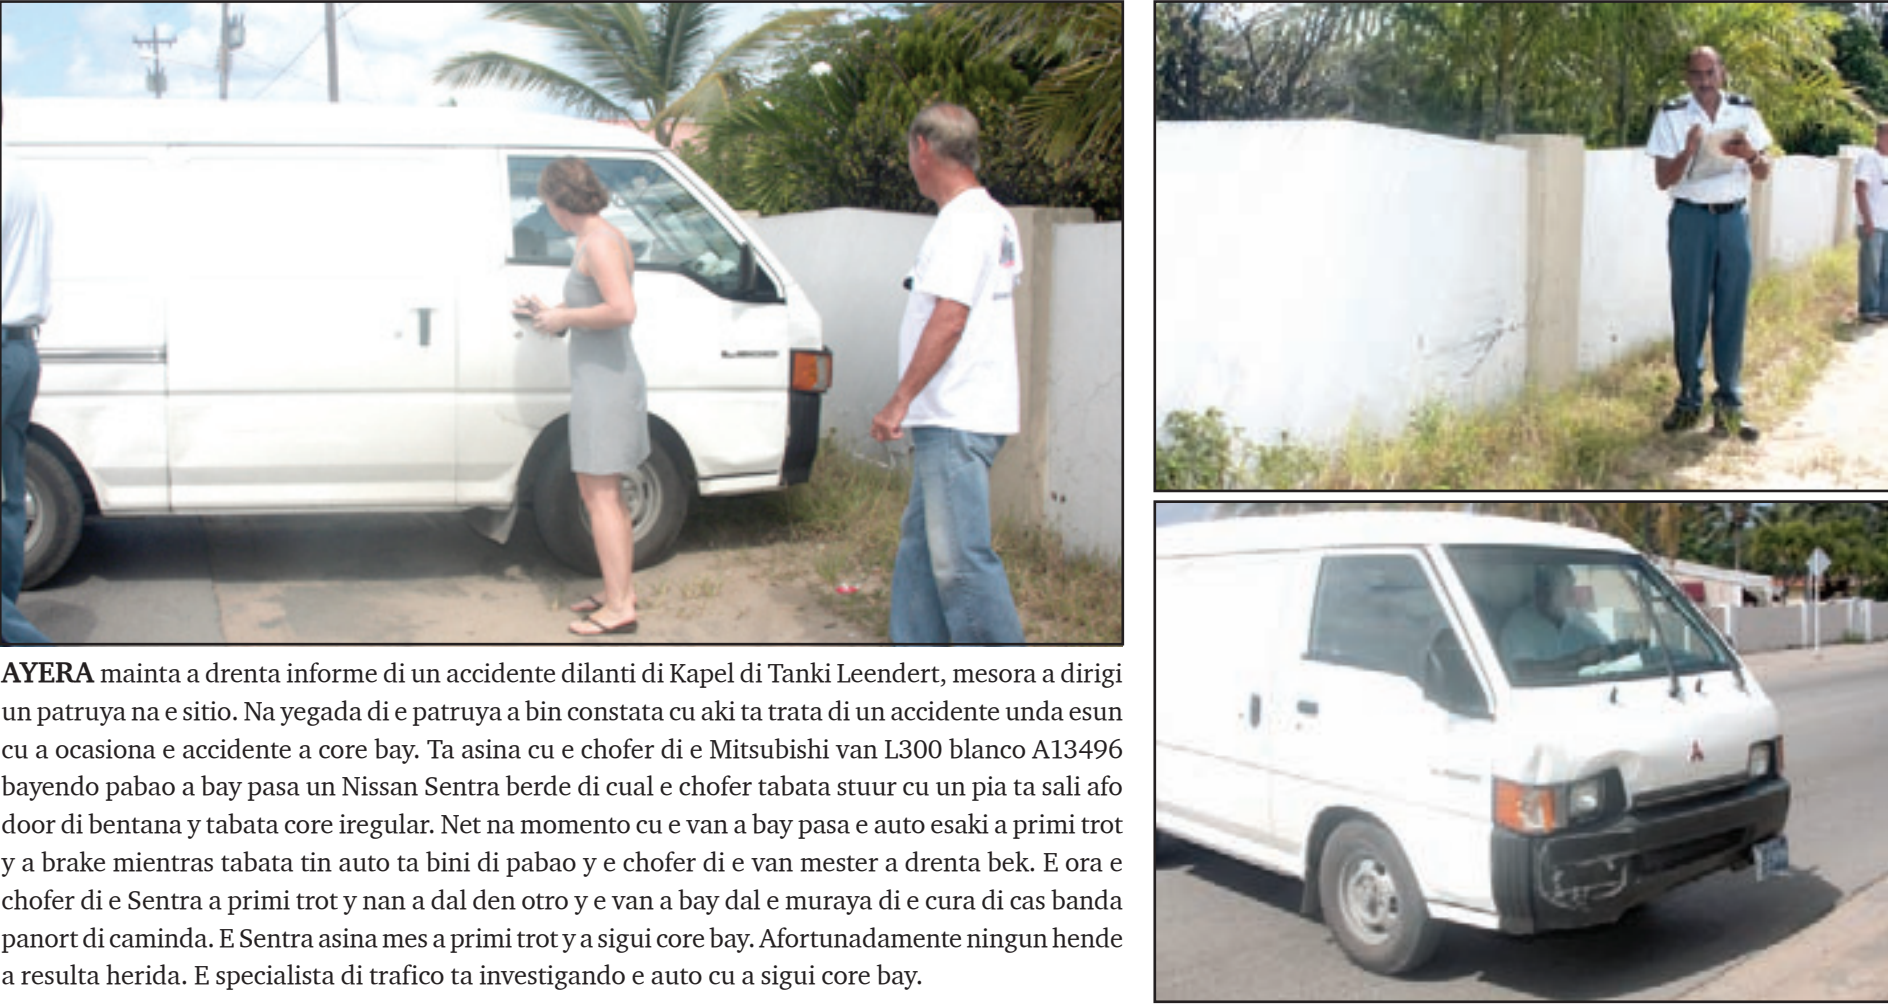 AYERA mainta a drenta informe di un accidente dilanti di Kapel di Tanki Leendert, mesora a dirigi
un patruya na e sitio. Na yegada di e patruya a bin constata cu aki ta trata di un accidente unda esun
cu a ocasiona e accidente a core bay. Ta asina cu e chofer di e Mitsubishi van L300 blanco A13496
bayendo pabao a bay pasa un Nissan Sentra berde di cual e chofer tabata stuur cu un pia ta sali afo
door di bentana y tabata core iregular. Net na momento cu e van a bay pasa e auto esaki a primi trot
y a brake mientras tabata tin auto ta bini di pabao y e chofer di e van mester a drenta bek. E ora e
chofer di e Sentra a primi trot y nan a dal den otro y e van a bay dal e muraya di e cura di cas banda
panort di caminda. E Sentra asina mes a primi trot y a sigui core bay. Afortunadamente ningun hende
a resulta herida. E specialista di trafico ta investigando e auto cu a sigui core bay.